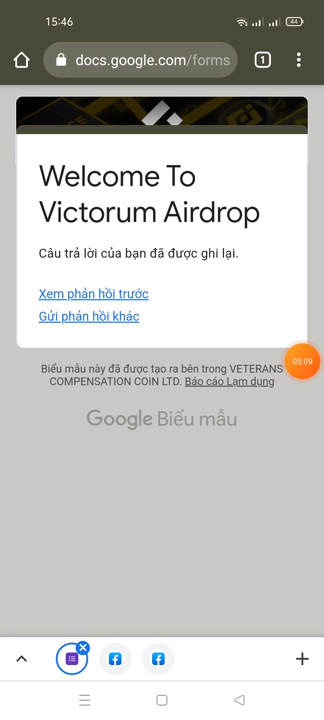 15:46
44
docs.google.com/forms
1
Welcome To
Victorum Airdrop
Câu trả lời của bạn đã được ghi lại.
Xem phản hồi trước
Gửi phản hồi khác
Biểu mẫu này đã được tạo ra bên trong VETERANS
COMPENSATION COIN LTD. Báo cáo Lạm dụng
05:09
Google Biểu mẫu